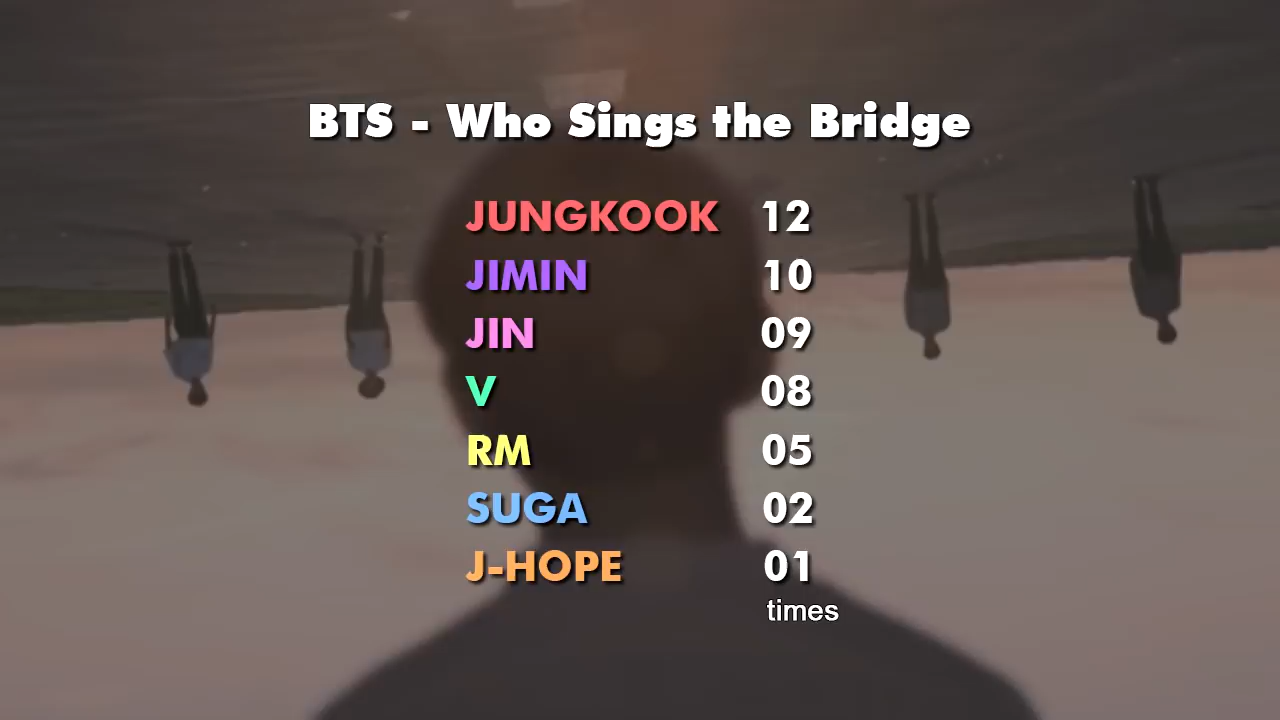 BTS - Who Sings the Bridge
JUNGKOOK 12
JIMIN 10
JIN 09
V 08
RM 05
SUGA 02
J-HOPE 01
times